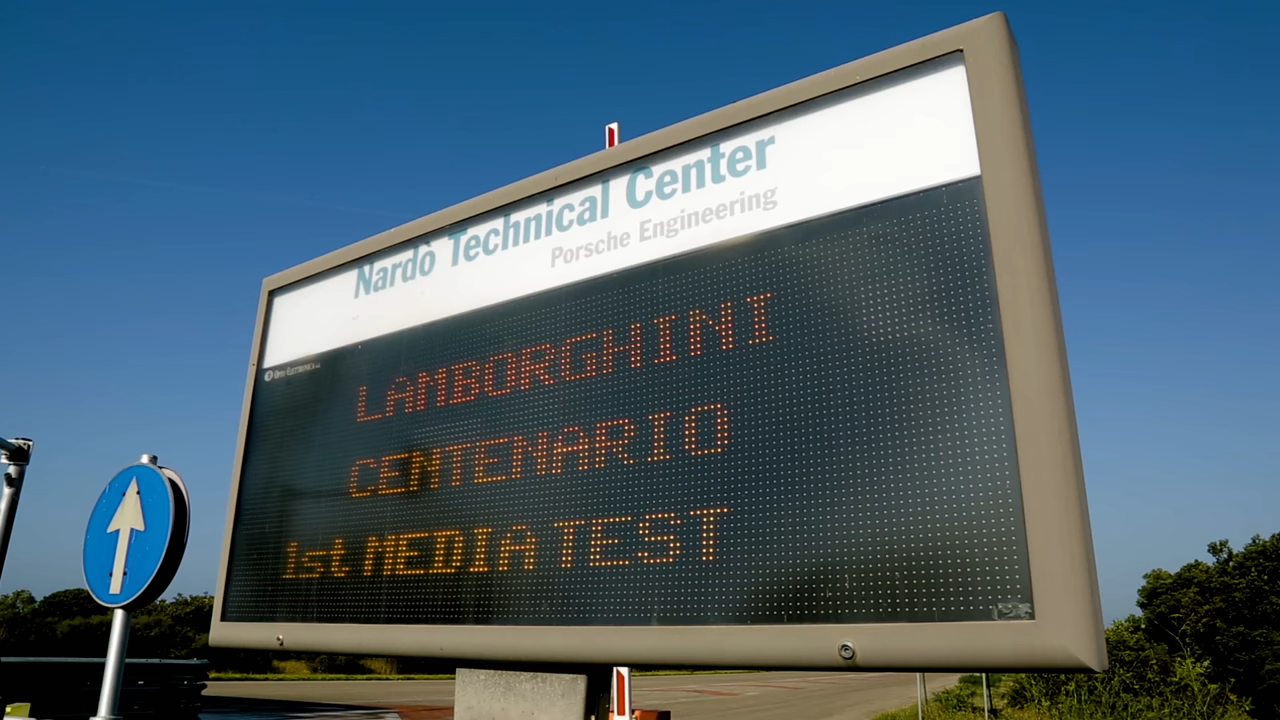 Nardò Technical Center
Porsche Engineering
LAMBORGHINI
CENTENARIO
1st MEDIA TEST